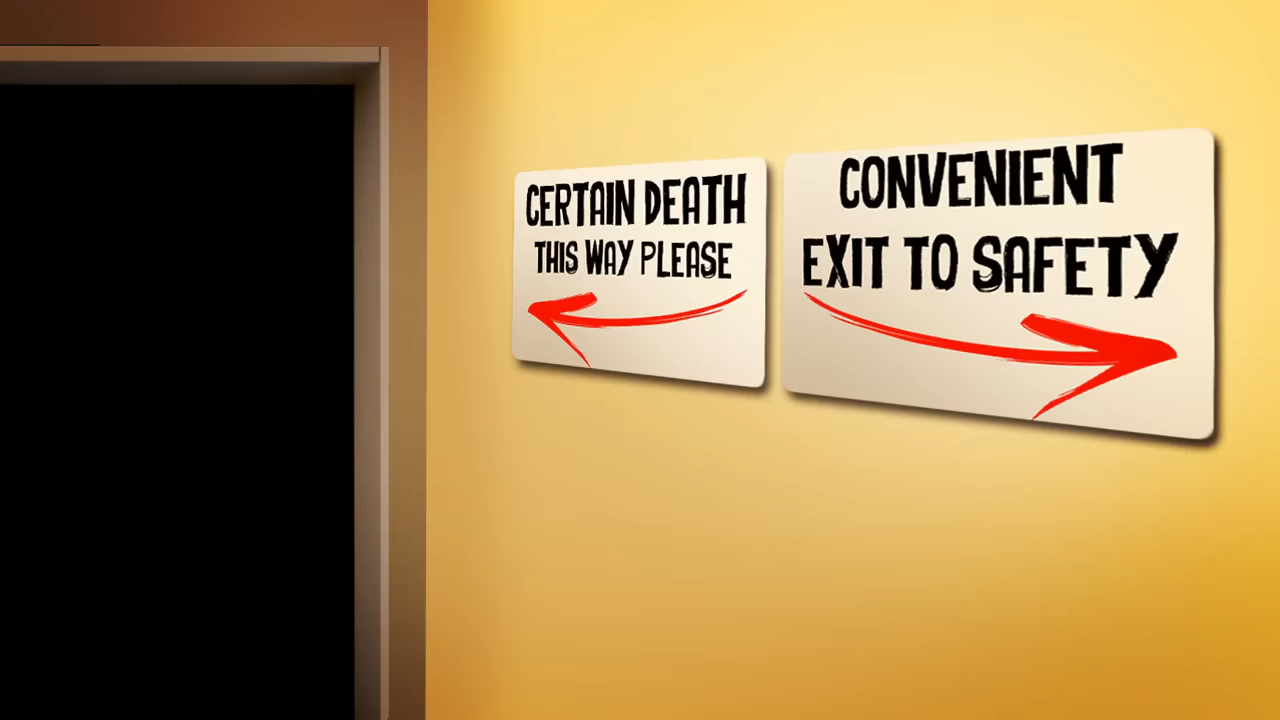 CERTAIN DEATH
THIS WAY PLEASE
CONVENIENT
EXIT TO SAFETY